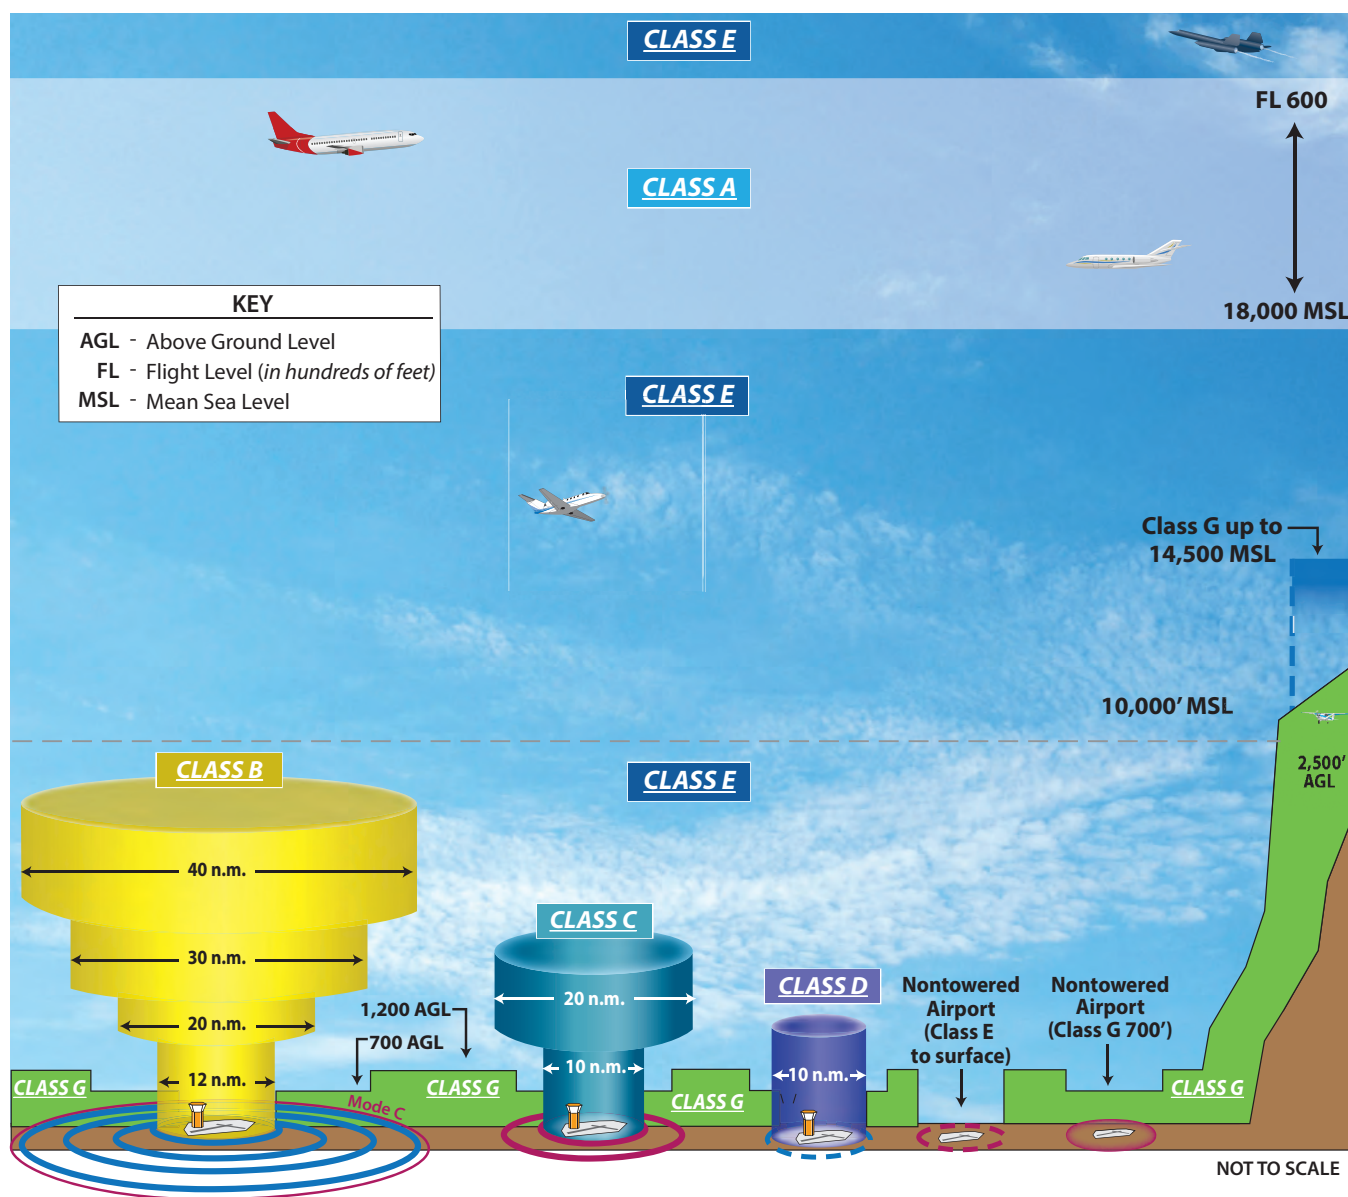 CLASS E
FL 600
CLASS A
18,000 MSL
KEY
AGL - Above Ground Level
FL - Flight Level (in hundreds of feet)
MSL - Mean Sea Level
CLASS E
Class G up to
14,500 MSL
10,000’ MSL
CLASS B
CLASS E
2,500’
AGL
40 n.m.
30 n.m.
20 n.m.
12 n.m.
1,200 AGL
700 AGL
CLASS C
20 n.m.
10 n.m.
CLASS D
10 n.m.
Nontowered
Airport
(Class E
to surface)
Nontowered
Airport
(Class G 700’)
CLASS G
Mode C
CLASS G
CLASS G
CLASS G
NOT TO SCALE